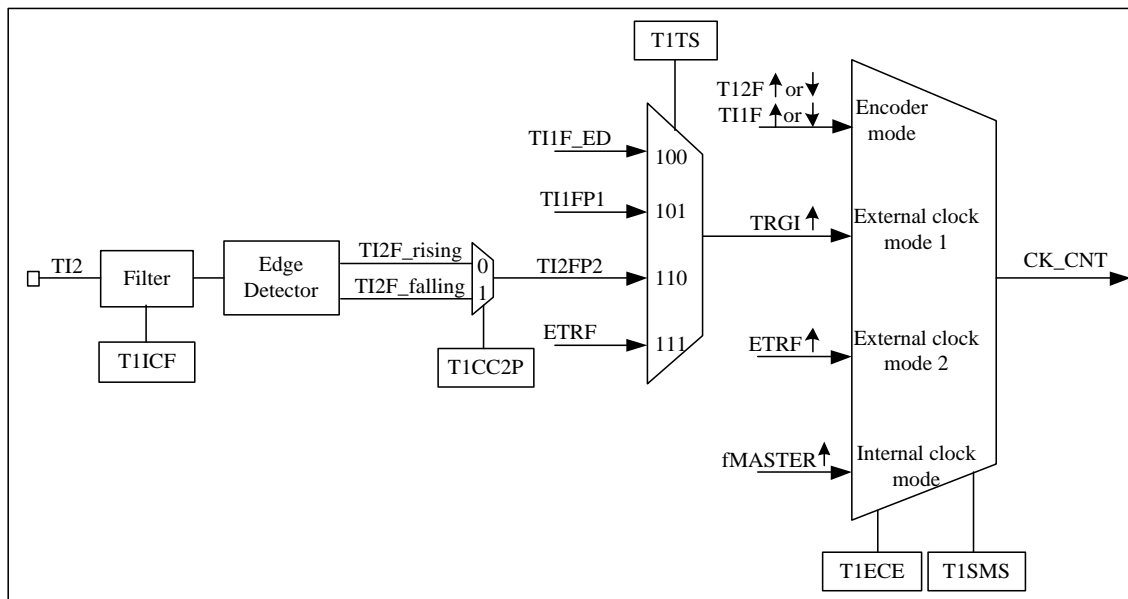 T1TS
T12F or
TI1F or
Encoder
mode
TI1F_ED
100
TI1FP1
101
TRGI
External clock
mode 1
TI2
Filter
Edge
Detector
TI2F_rising
TI2F_falling
0
1
TI2FP2
110
CK_CNT
ETRF
111
ETRF
External clock
mode 2
T1ICF
T1CC2P
fMASTER
Internal clock
mode
T1ECE
T1SMS